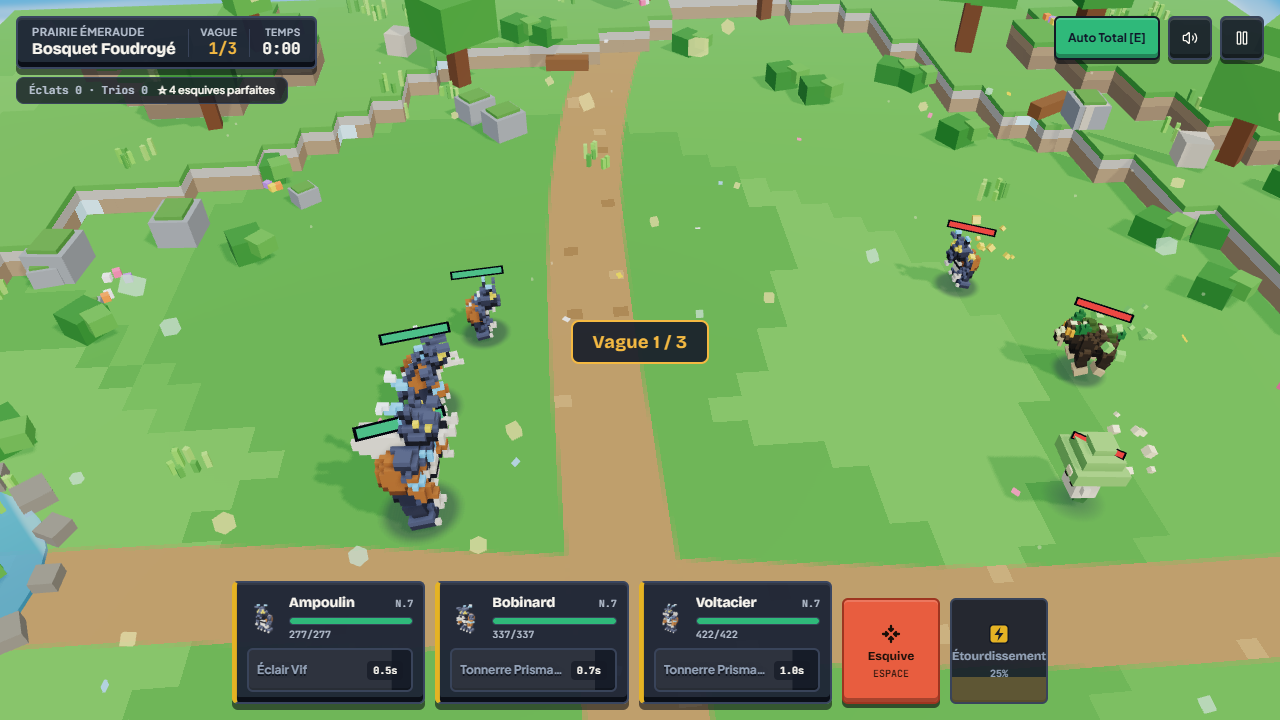 PRAIRIE ÉMERAUDE
Bosquet Foudroyé
VAGUE
1/3
TEMPS
0:00
Auto Total [E]
Éclats 0 · Trios 0 ★ 4 esquives parfaites
Vague 1 / 3
Ampoulin N.7
277/277
Éclair Vif 0.5s
Bobinard N.7
337/337
Tonnerre Prisma… 0.7s
Voltacier N.7
422/422
Tonnerre Prisma… 1.0s
Esquive
ESPACE
Étourdissement
25%